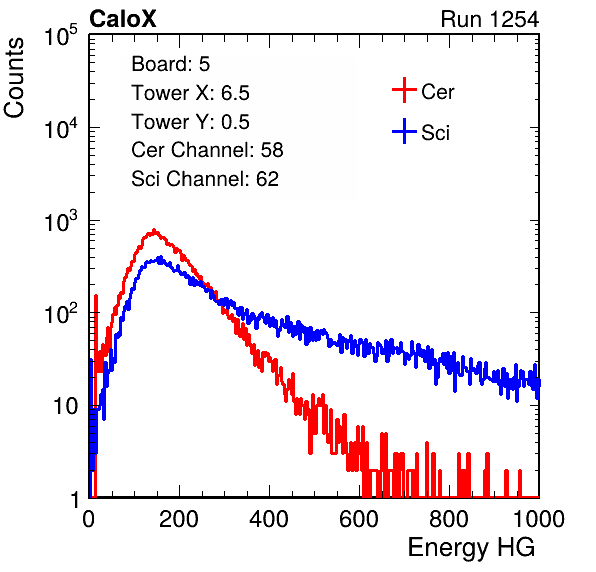 CaloX Run 1254
10^5
Counts
Board: 5
Tower X: 6.5
Tower Y: 0.5
Cer Channel: 58
Sci Channel: 62
Cer
Sci
10^4
10^3
10^2
10
1
0 200 400 600 800 1000
Energy HG